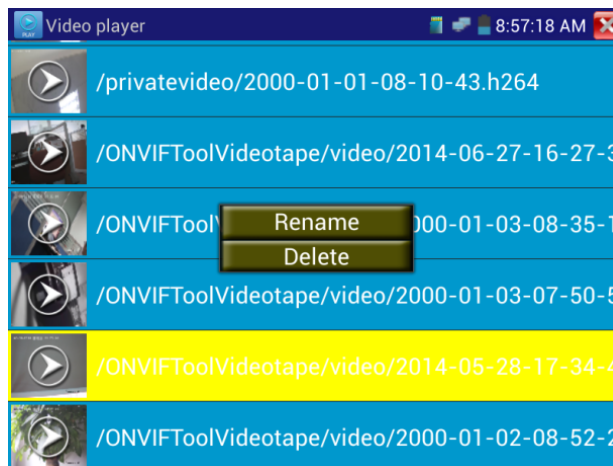 PLAY
Video player
8:57:18 AM
/privatevideo/2000-01-01-08-10-43.h264
/ONVIFToolVideotape/video/2014-06-27-16-27-3
/ONVIFTool
Rename
000-01-03-08-35-1
Delete
/ONVIFToolVideotape/video/2000-01-03-07-50-5
/ONVIFToolVideotape/video/2014-05-28-17-34-4
/ONVIFToolVideotape/video/2000-01-02-08-52-2